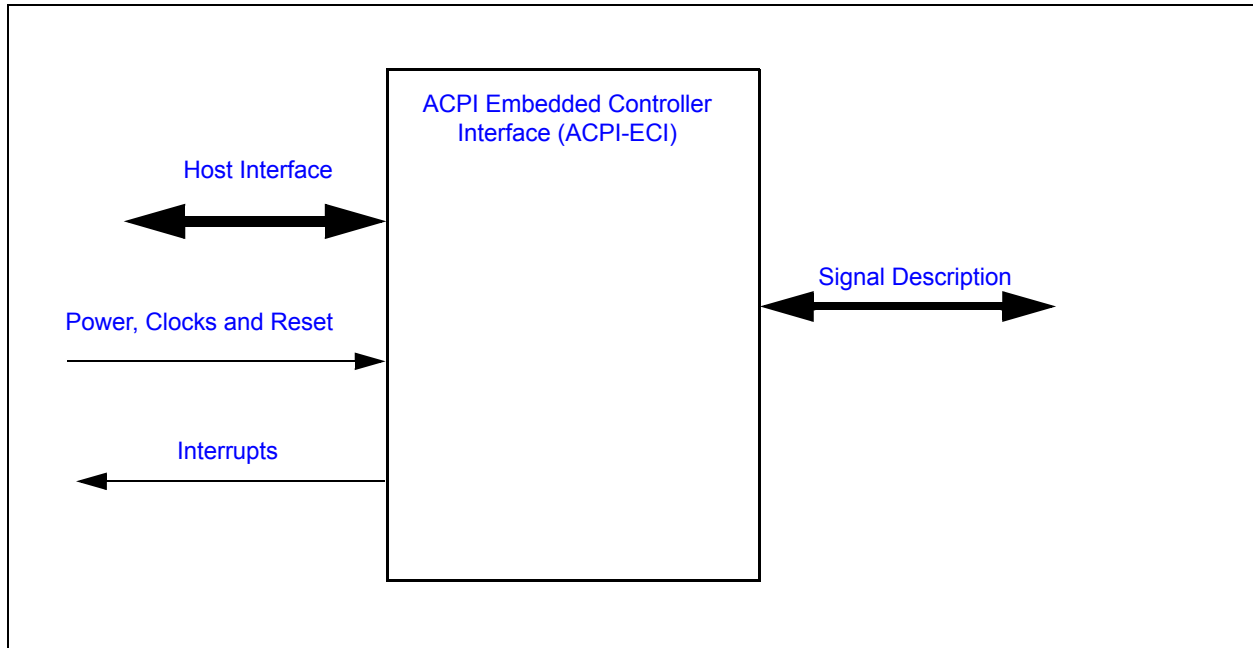 ACPI Embedded Controller
Interface (ACPI-ECI)
Host Interface
Signal Description
Power, Clocks and Reset
Interrupts